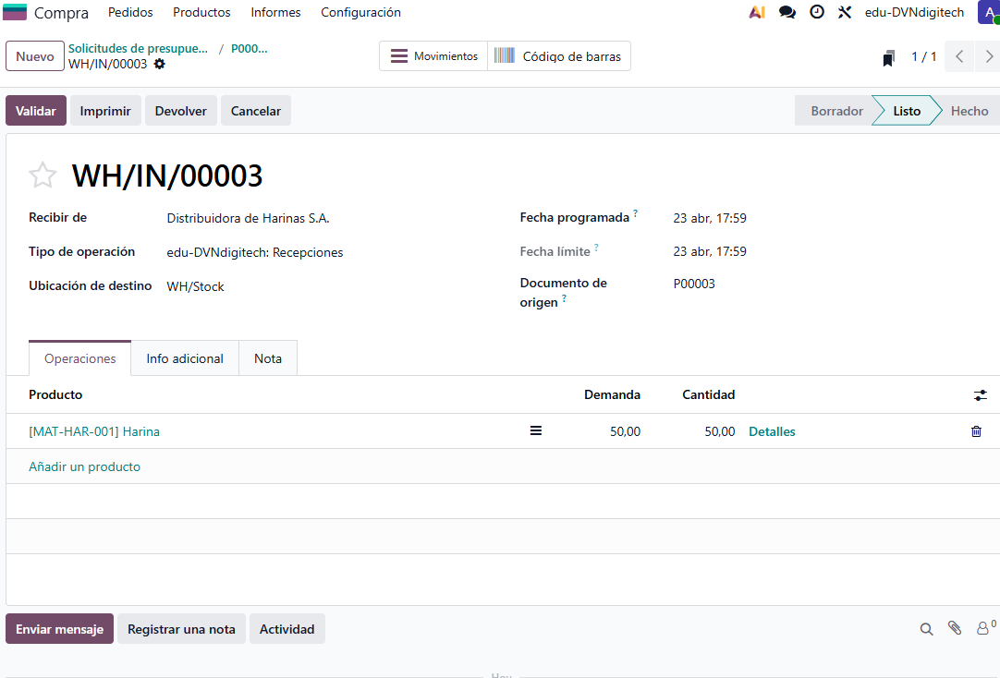 Compra Pedidos Productos Informes Configuración AI edu-DVNdigitech A
Nuevo
Solicitudes de presupue... / P000...
WH/IN/00003
Movimientos Código de barras 1 / 1
Validar Imprimir Devolver Cancelar Borrador Listo Hecho
WH/IN/00003
Recibir de Distribuidora de Harinas S.A. Fecha programada ? 23 abr, 17:59
Tipo de operación edu-DVNdigitech: Recepciones Fecha límite ? 23 abr, 17:59
Ubicación de destino WH/Stock Documento de
origen ? P00003
Operaciones Info adicional Nota
Producto Demanda Cantidad
[MAT-HAR-001] Harina 50,00 50,00 Detalles
Añadir un producto
Enviar mensaje Registrar una nota Actividad 0
Hoy